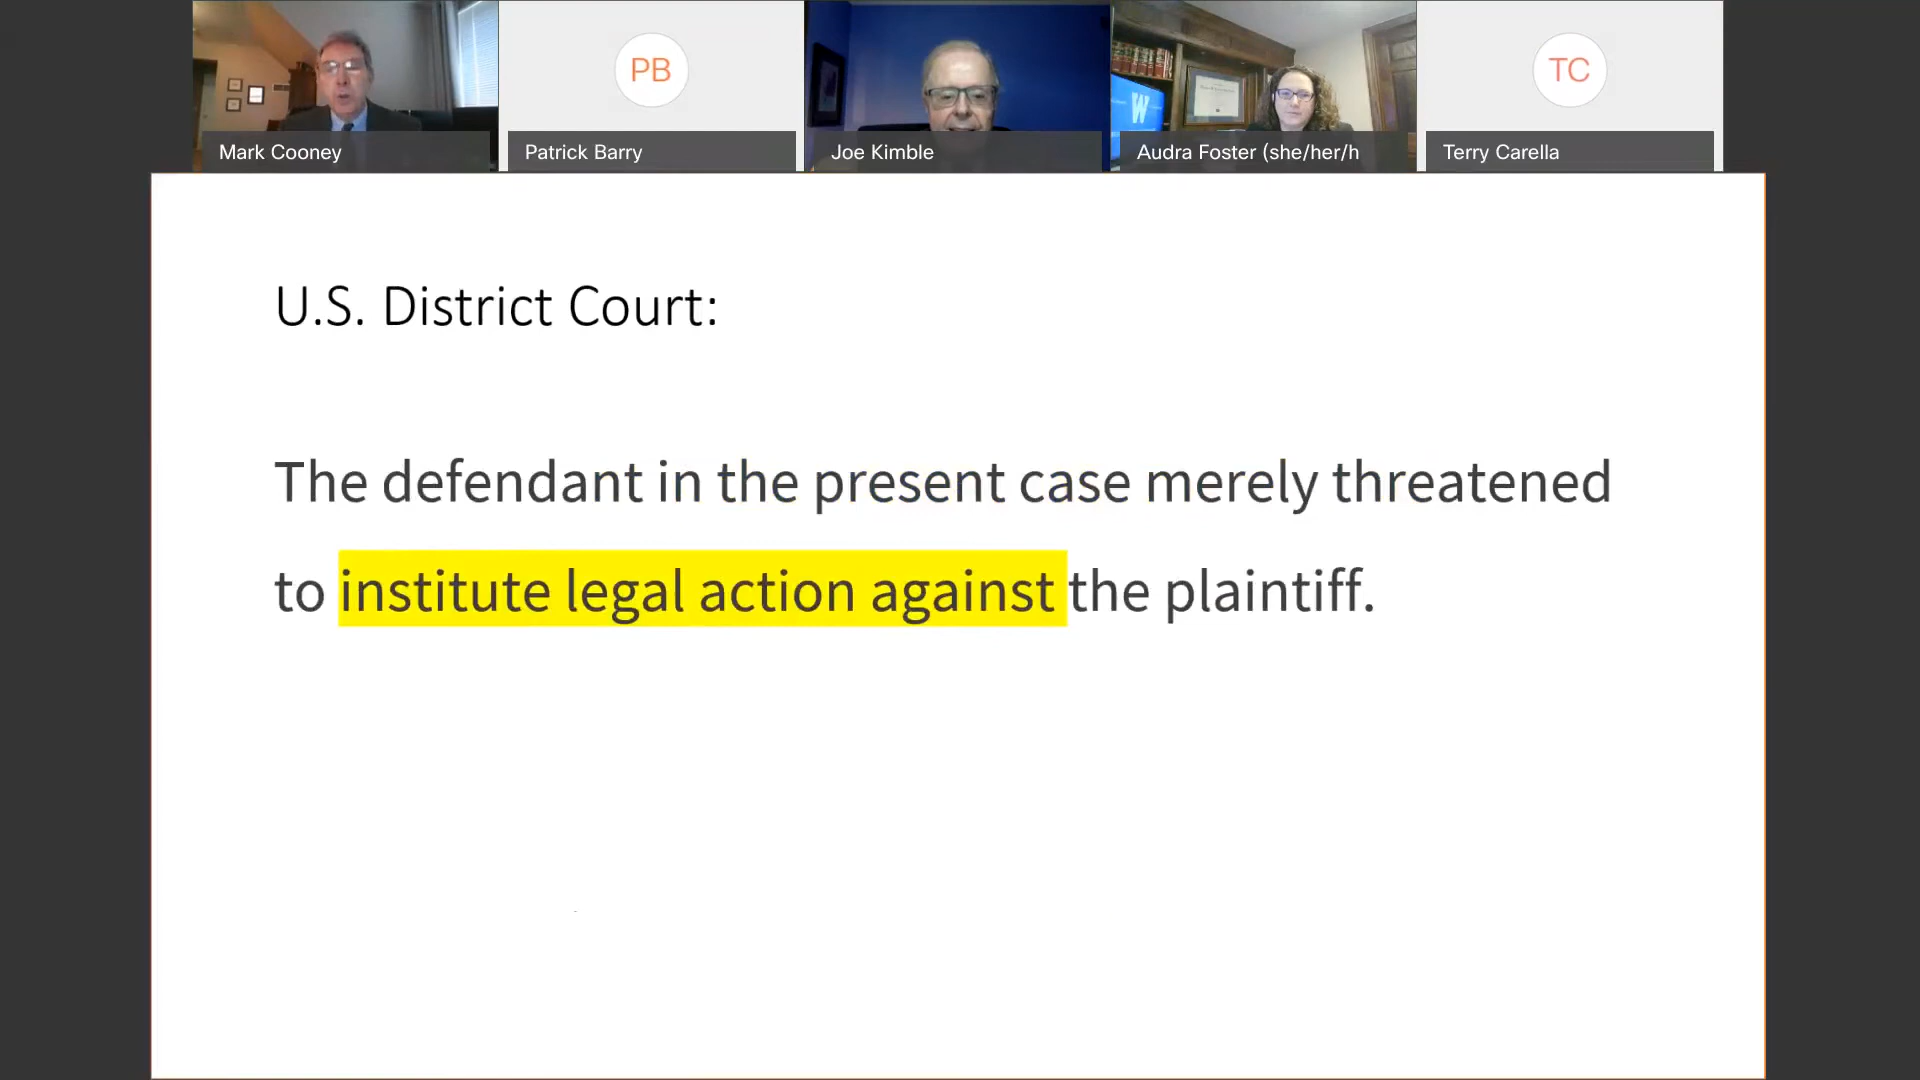 PB
TC
W
Mark Cooney
Patrick Barry
Joe Kimble
Audra Foster (she/her/h
Terry Carella
U.S. District Court:
The defendant in the present case merely threatened
to institute legal action against the plaintiff.